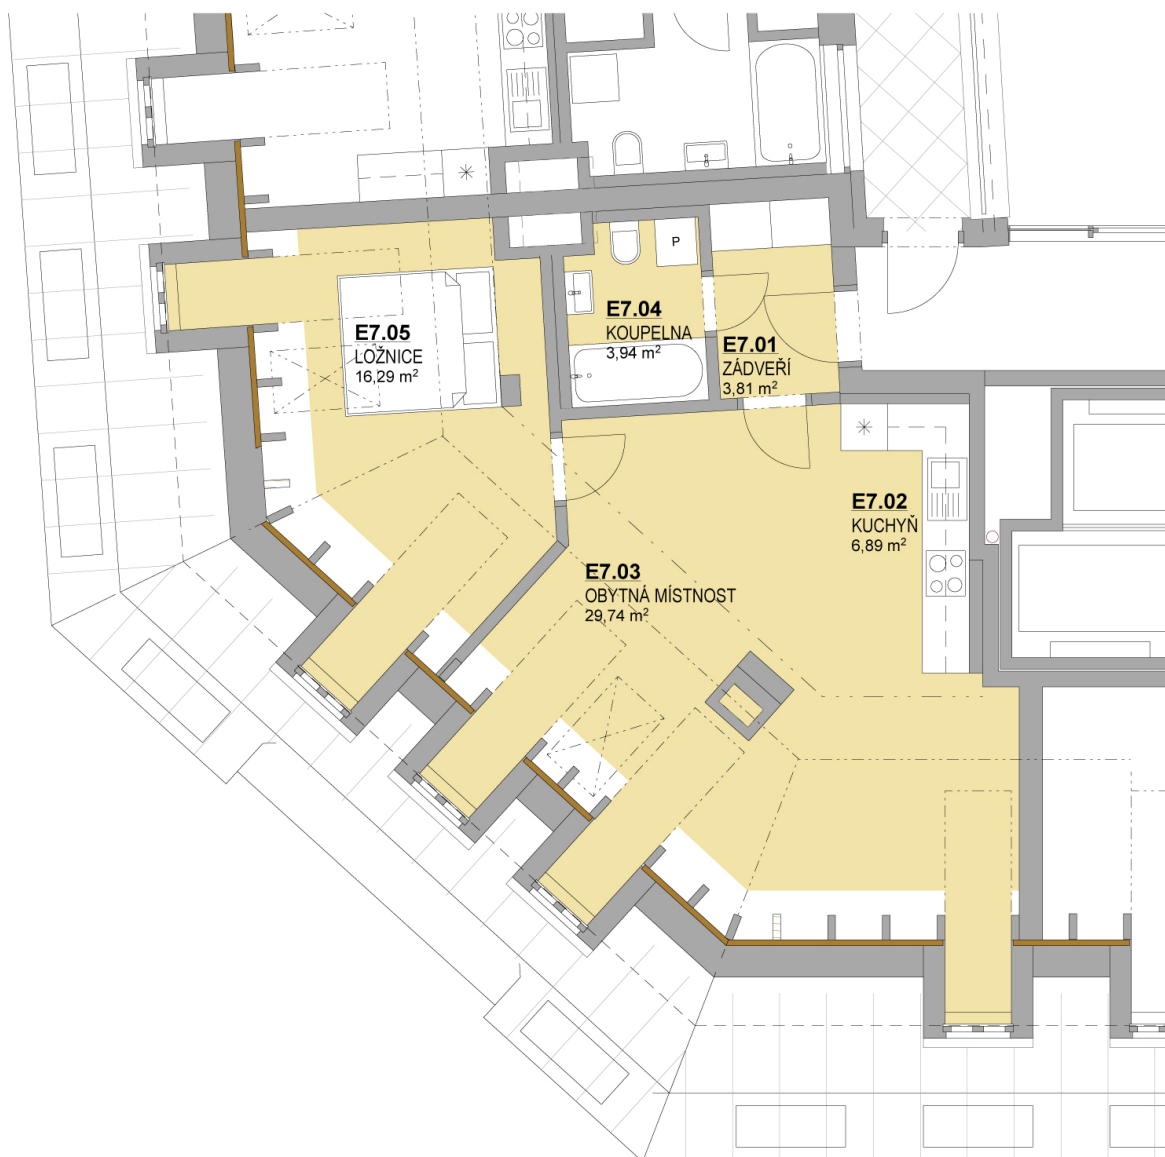 P
E7.04
KOUPELNA
3,94 m²
E7.05
LOŽNICE
16,29 m²
E7.01
ZÁDVEŘÍ
3,81 m²
E7.02
KUCHYŇ
6,89 m²
E7.03
OBYTNÁ MÍSTNOST
29,74 m²